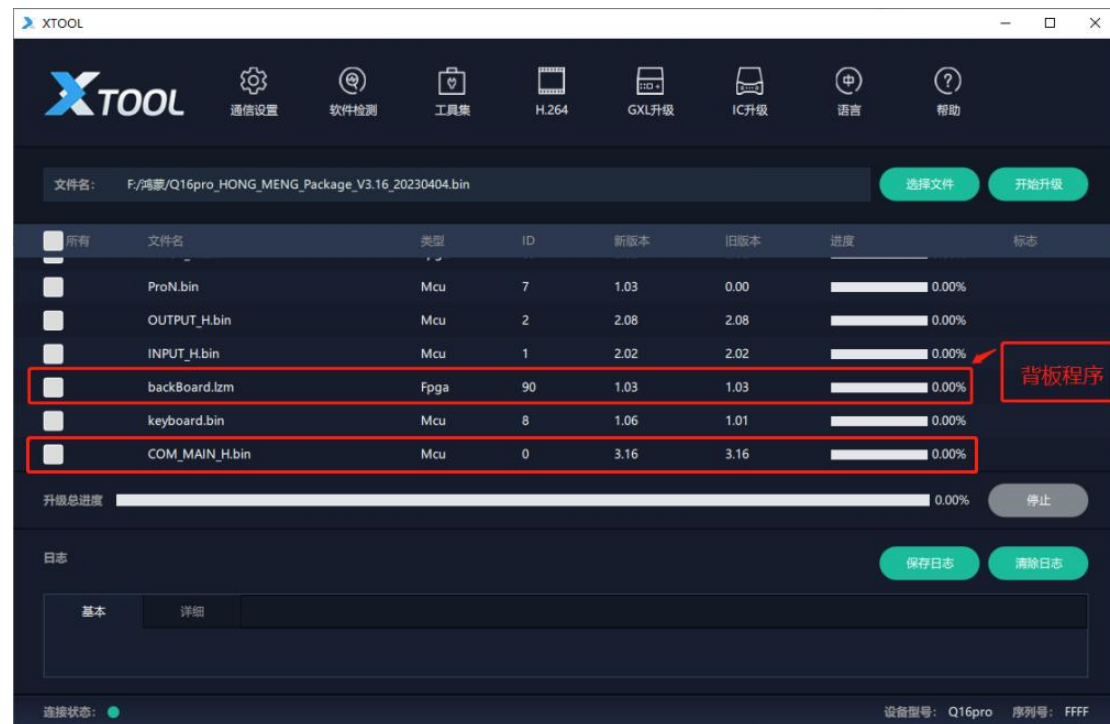 XTOOL
XTOOL
通信设置 软件检测 工具集 H.264 GXL升级 IC升级 语言 帮助
文件名: F:/鸿蒙/Q16pro_HONG_MENG_Package_V3.16_20230404.bin 选择文件 开始升级
所有 文件名 类型 ID 新版本 旧版本 进度 标志
ProN.bin Mcu 7 1.03 0.00 0.00%
OUTPUT_H.bin Mcu 2 2.08 2.08 0.00%
INPUT_H.bin Mcu 1 2.02 2.02 0.00%
背板程序
backBoard.lzm Fpga 90 1.03 1.03 0.00%
keyboard.bin Mcu 8 1.06 1.01 0.00%
COM_MAIN_H.bin Mcu 0 3.16 3.16 0.00%
升级总进度 0.00% 停止
日志 保存日志 清除日志
基本 详细
连接状态: 设备型号: Q16pro 序列号: FFFF